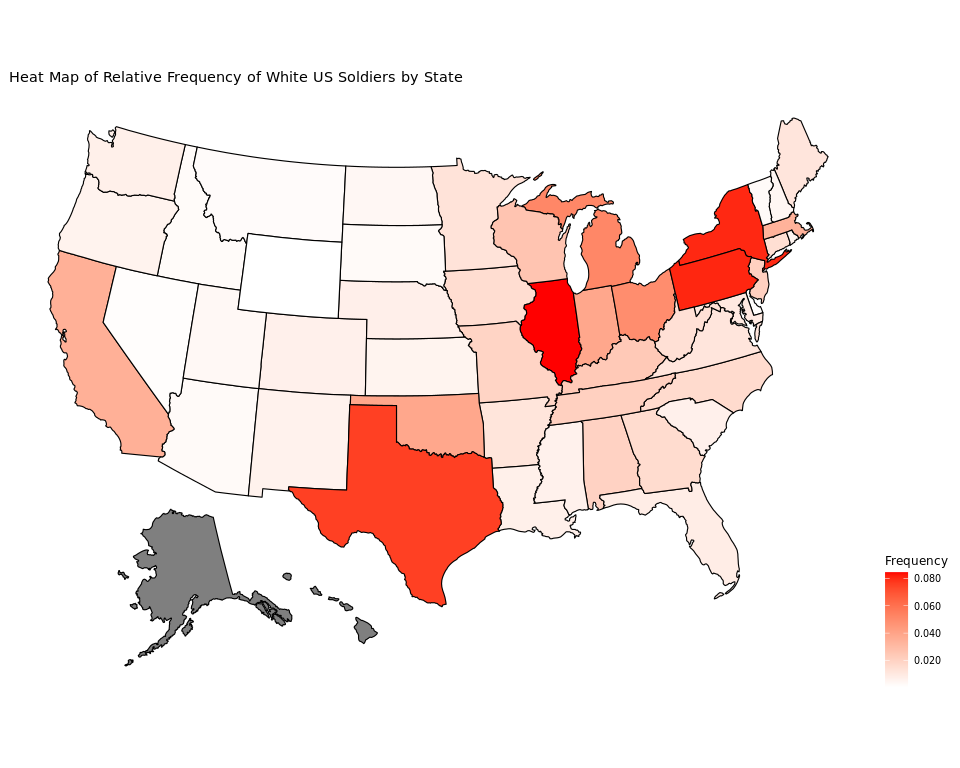 Heat Map of Relative Frequency of White US Soldiers by State
Frequency
0.080
0.060
0.040
0.020